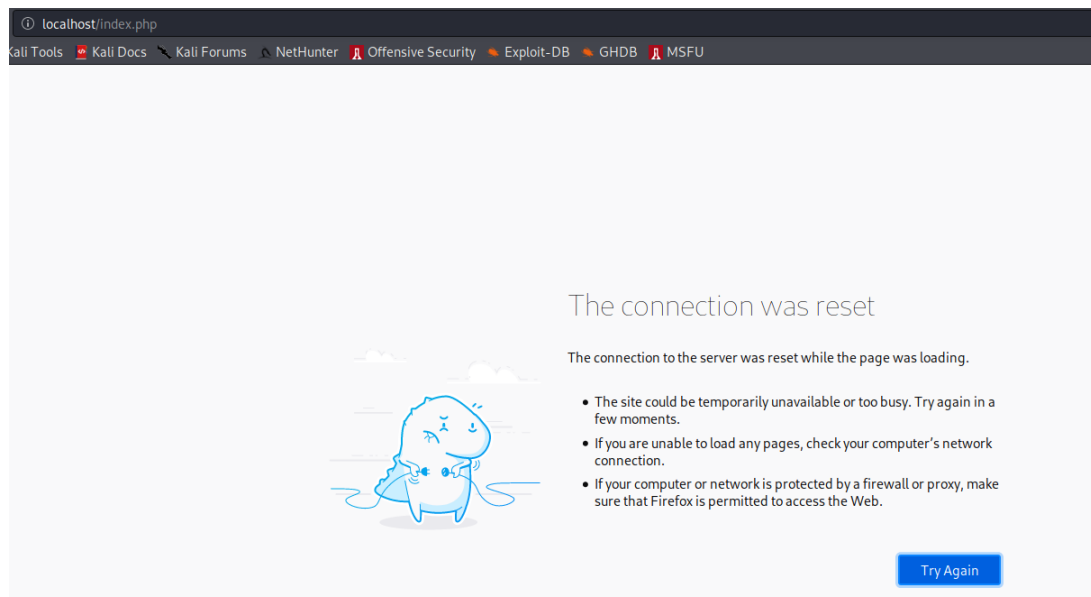 localhost/index.php
Kali Tools Kali Docs Kali Forums NetHunter Offensive Security Exploit-DB GHDB MSFU
The connection was reset
The connection to the server was reset while the page was loading.
The site could be temporarily unavailable or too busy. Try again in a
few moments.
If you are unable to load any pages, check your computer’s network
connection.
If your computer or network is protected by a firewall or proxy, make
sure that Firefox is permitted to access the Web.
Try Again